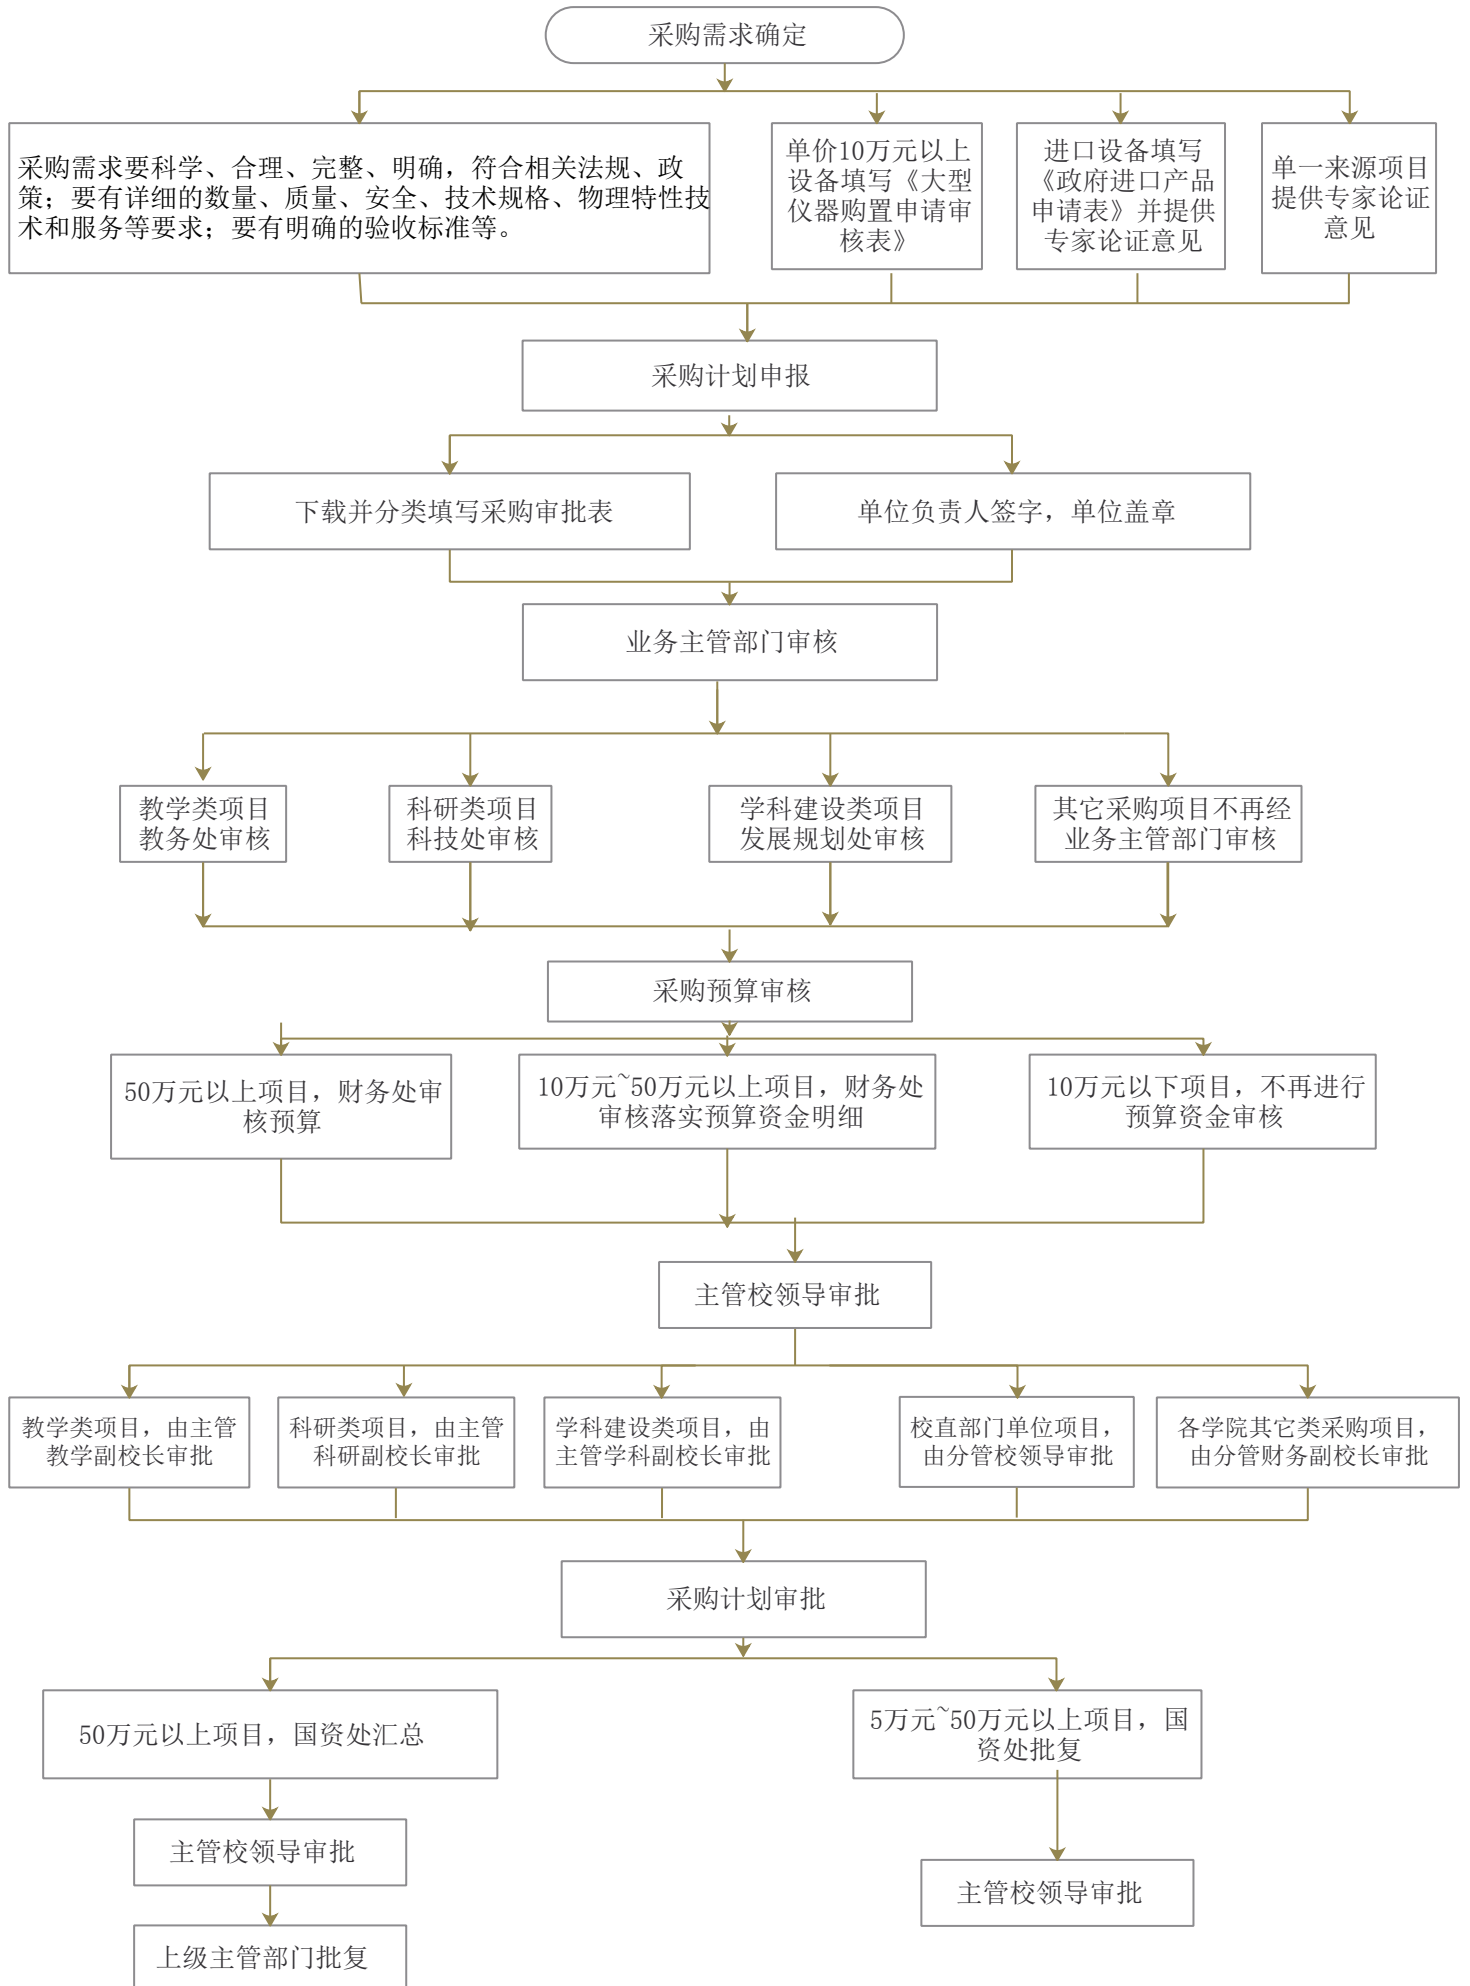 采购需求确定
采购需求要科学、合理、完整、明确，符合相关法规、政
策；要有详细的数量、质量、安全、技术规格、物理特性技
术和服务等要求；要有明确的验收标准等。
单价10万元以上
设备填写《大型
仪器购置申请审
核表》
进口设备填写
《政府进口产品
申请表》并提供
专家论证意见
单一来源项目
提供专家论证
意见
采购计划申报
下载并分类填写采购审批表
单位负责人签字，单位盖章
业务主管部门审核
教学类项目
教务处审核
科研类项目
科技处审核
学科建设类项目
发展规划处审核
其它采购项目不再经
业务主管部门审核
采购预算审核
50万元以上项目，财务处审
核预算
10万元~50万元以上项目，财务处
审核落实预算资金明细
10万元以下项目，不再进行
预算资金审核
主管校领导审批
教学类项目，由主管
教学副校长审批
科研类项目，由主管
科研副校长审批
学科建设类项目，由
主管学科副校长审批
校直部门单位项目，
由分管校领导审批
各学院其它类采购项目，
由分管财务副校长审批
采购计划审批
50万元以上项目，国资处汇总
5万元~50万元以上项目，国
资处批复
主管校领导审批
主管校领导审批
上级主管部门批复